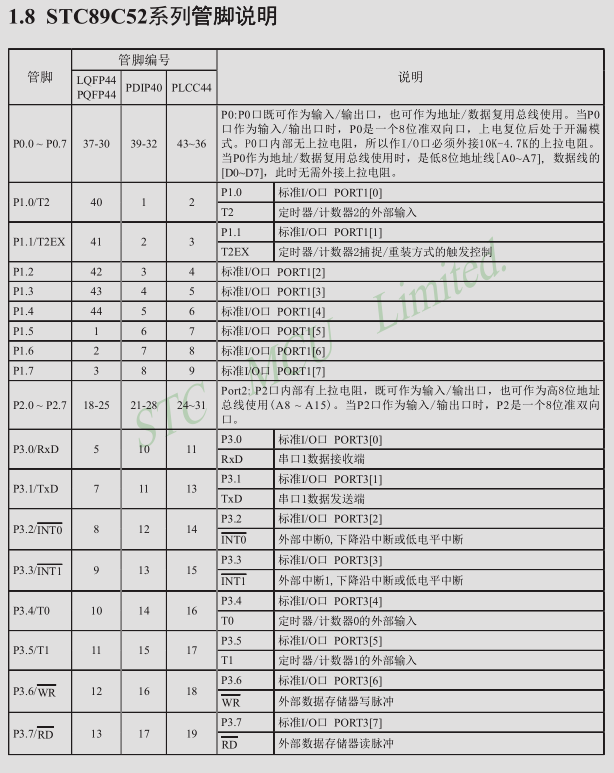 1.8 STC89C52系列管脚说明
管脚 管脚编号 说明
LQFP44 PQFP44 PDIP40 PLCC44
P0.0 ~ P0.7 37-30 39-32 43~36
P0:P0口既可作为输入/输出口，也可作为地址/数据复用总线使用。当P0
口作为输入/输出口时，P0是一个8位准双向口，上电复位后处于开漏模
式。P0口内部无上拉电阻，所以作I/O口必须外接10K-4.7K的上拉电阻。
当P0作为地址/数据复用总线使用时，是低8位地址线[A0~A7]，数据线的
[D0~D7]，此时无需外接上拉电阻。
P1.0/T2 40 1 2 P1.0 标准I/O口 PORT1[0]
T2 定时器/计数器2的外部输入
P1.1/T2EX 41 2 3 P1.1 标准I/O口 PORT1[1]
T2EX 定时器/计数器2捕捉/重装方式的触发控制
P1.2 42 3 4 标准I/O口 PORT1[2]
P1.3 43 4 5 标准I/O口 PORT1[3]
P1.4 44 5 6 标准I/O口 PORT1[4]
P1.5 1 6 7 标准I/O口 PORT1[5]
P1.6 2 7 8 标准I/O口 PORT1[6]
P1.7 3 8 9 标准I/O口 PORT1[7]
P2.0 ~ P2.7 18-25 21-28 24~31
Port2: P2口内部有上拉电阻，既可作为输入/输出口，也可作为高8位地址
总线使用(A8 ~ A15)。当P2口作为输入/输出口时，P2是一个8位准双向
口。
P3.0/RxD 5 10 11 P3.0 标准I/O口 PORT3[0]
RxD 串口1数据接收端
P3.1/TxD 7 11 13 P3.1 标准I/O口 PORT3[1]
TxD 串口1数据发送端
P3.2/INT0 8 12 14 P3.2 标准I/O口 PORT3[2]
INT0 外部中断0,下降沿中断或低电平中断
P3.3/INT1 9 13 15 P3.3 标准I/O口 PORT3[3]
INT1 外部中断1,下降沿中断或低电平中断
P3.4/T0 10 14 16 P3.4 标准I/O口 PORT3[4]
T0 定时器/计数器0的外部输入
P3.5/T1 11 15 17 P3.5 标准I/O口 PORT3[5]
T1 定时器/计数器1的外部输入
P3.6/WR 12 16 18 P3.6 标准I/O口 PORT3[6]
WR 外部数据存储器写脉冲
P3.7/RD 13 17 19 P3.7 标准I/O口 PORT3[7]
RD 外部数据存储器读脉冲
STC MCU Limited.